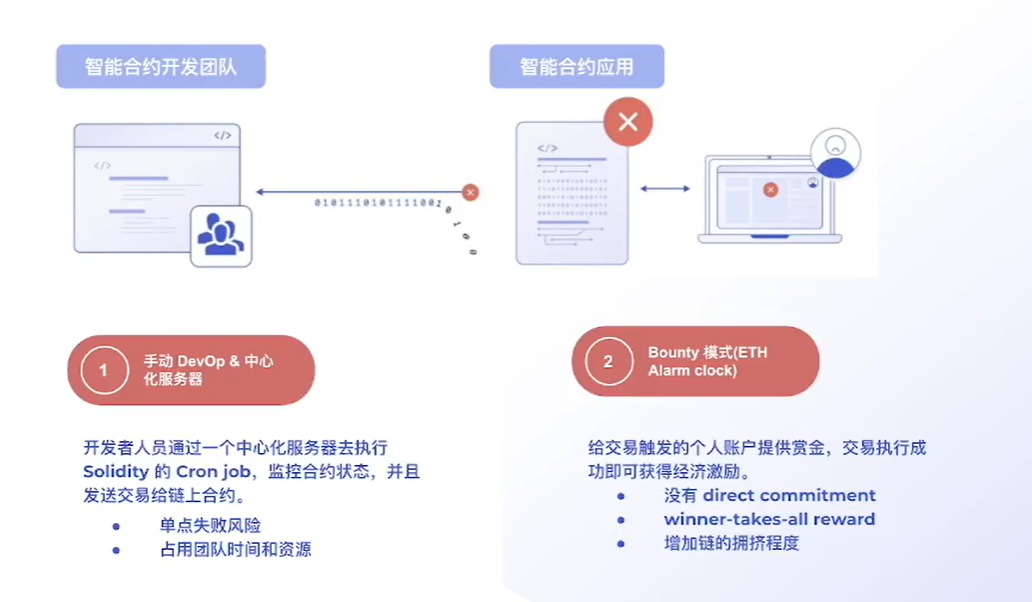 智能合约开发团队
智能合约应用
</>
</>
</>
010111010111110010100
1
手动 DevOp & 中心
化服务器
2
Bounty 模式(ETH
Alarm clock)
开发者人员通过一个中心化服务器去执行
Solidity 的 Cron job，监控合约状态，并且
发送交易给链上合约。
• 单点失败风险
• 占用团队时间和资源
给交易触发的个人账户提供赏金，交易执行成
功即可获得经济激励。
• 没有 direct commitment
• winner-takes-all reward
• 增加链的拥挤程度